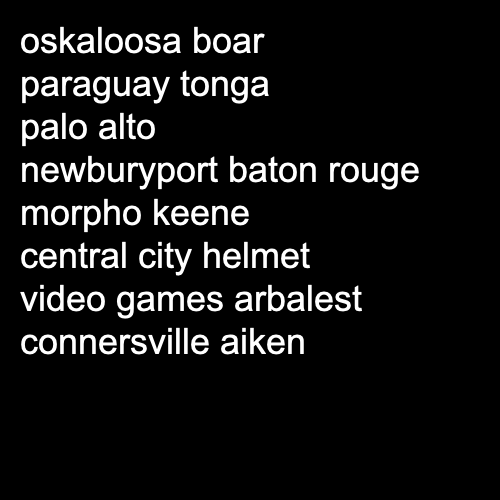 oskaloosa boar
paraguay tonga
palo alto
newburyport baton rouge
morpho keene
central city helmet
video games arbalest
connersville aiken